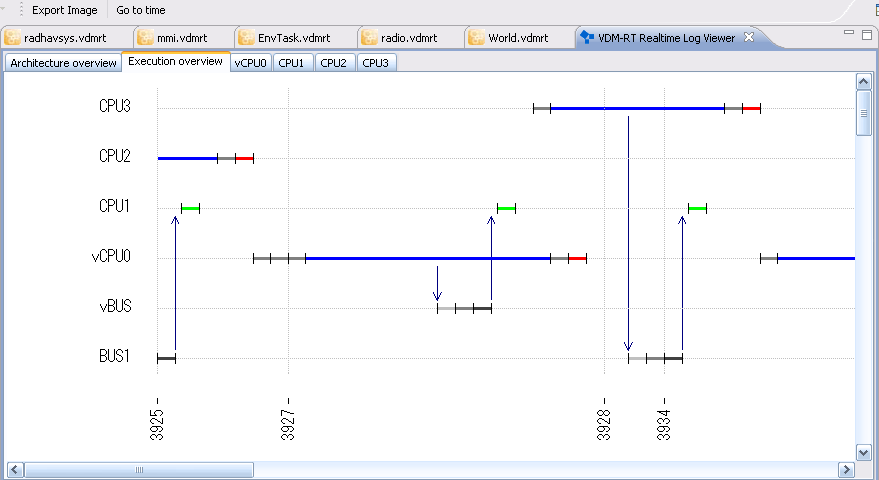 Export Image Go to time
radhavsys.vdmrt mmi.vdmrt EnvTask.vdmrt radio.vdmrt World.vdmrt VDM-RT Realtime Log Viewer
Architecture overview Execution overview vCPU0 CPU1 CPU2 CPU3
CPU3
CPU2
CPU1
vCPU0
vBUS
BUS1
3925 3927 3928 3934